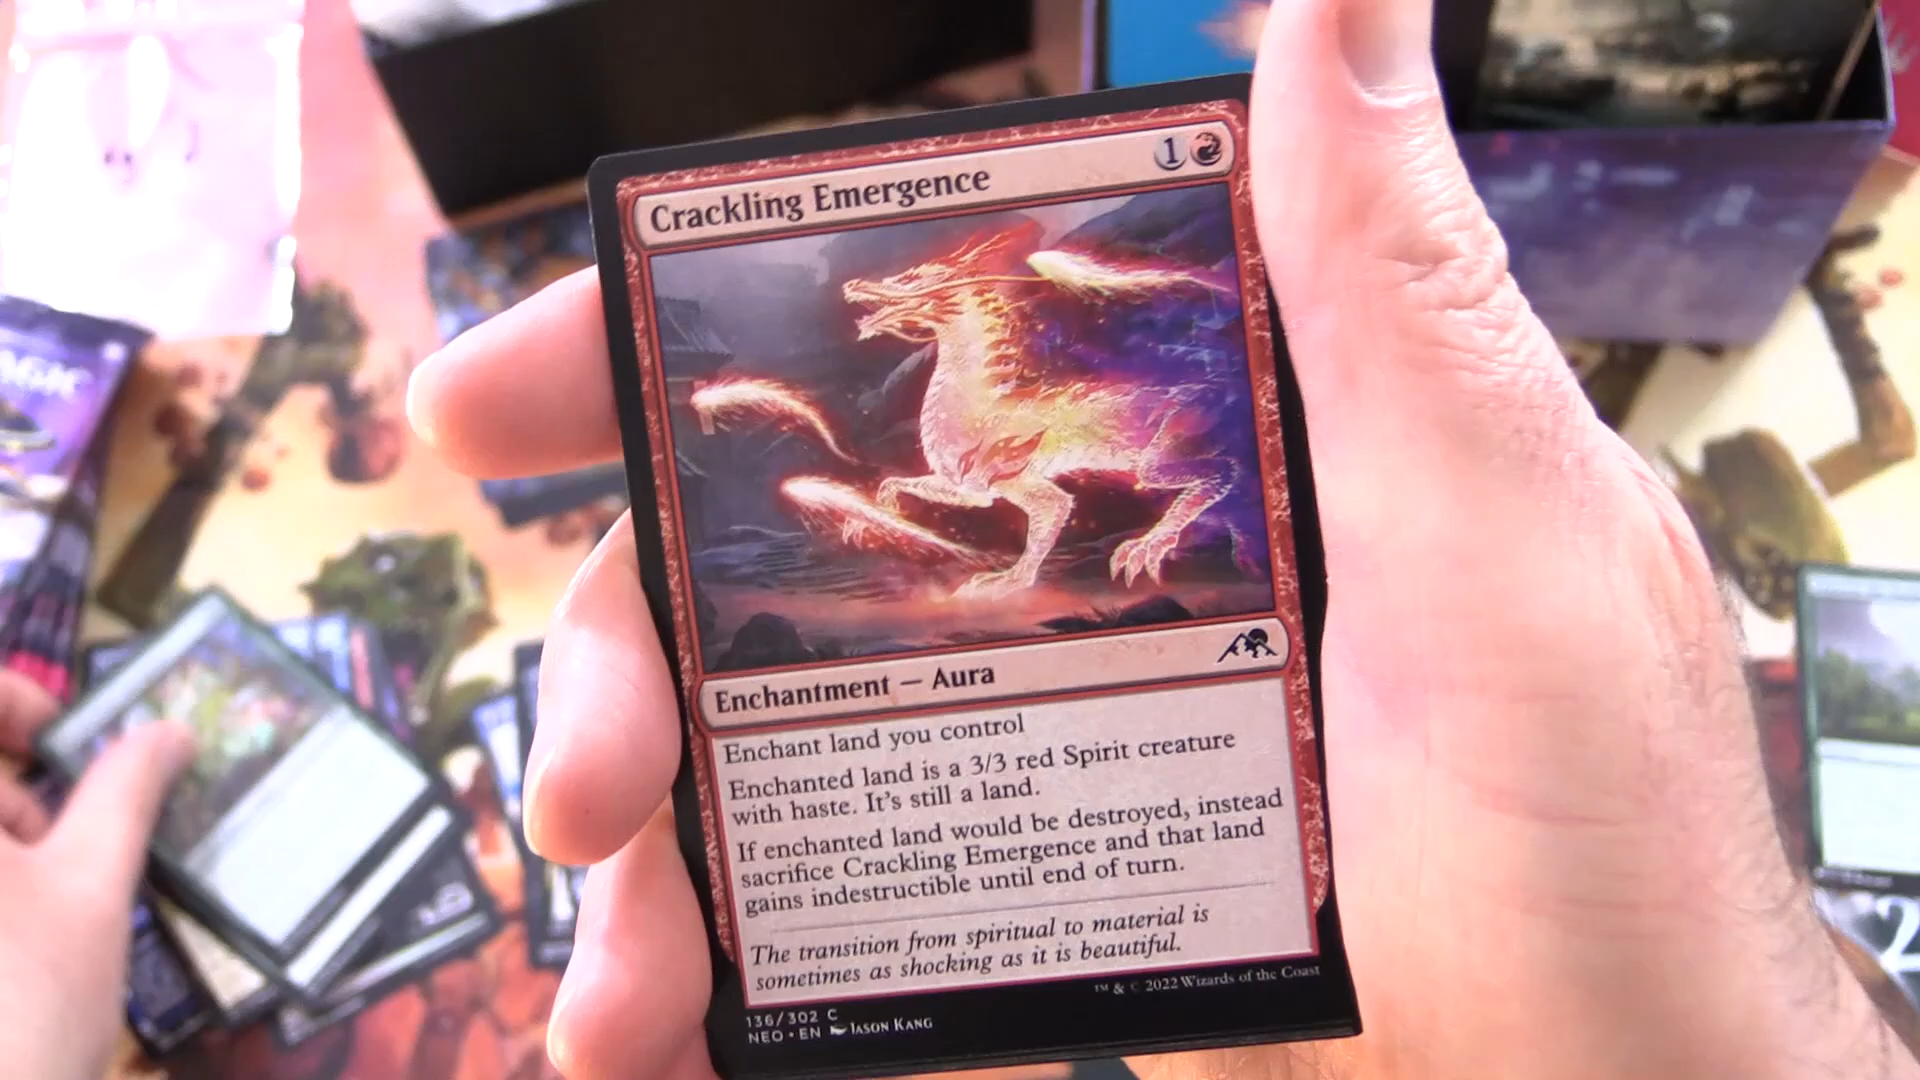 Crackling Emergence 1
Enchantment — Aura
Enchant land you control
Enchanted land is a 3/3 red Spirit creature
with haste. It's still a land.
If enchanted land would be destroyed, instead
sacrifice Crackling Emergence and that land
gains indestructible until end of turn.
The transition from spiritual to material is
sometimes as shocking as it is beautiful.
136/302 C
NEO • EN Jason Kang
™ & © 2022 Wizards of the Coast
2